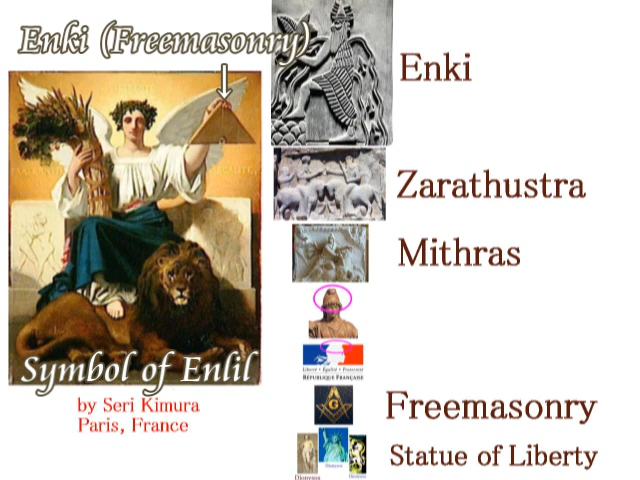 Enki (Freemasonry)
Symbol of Enlil
by Seri Kimura
Paris, France
Enki
Zarathustra
Mithras
Liberté • Égalité • Fraternité
RÉPUBLIQUE FRANÇAISE
G
Freemasonry
Statue of Liberty
Dionysos